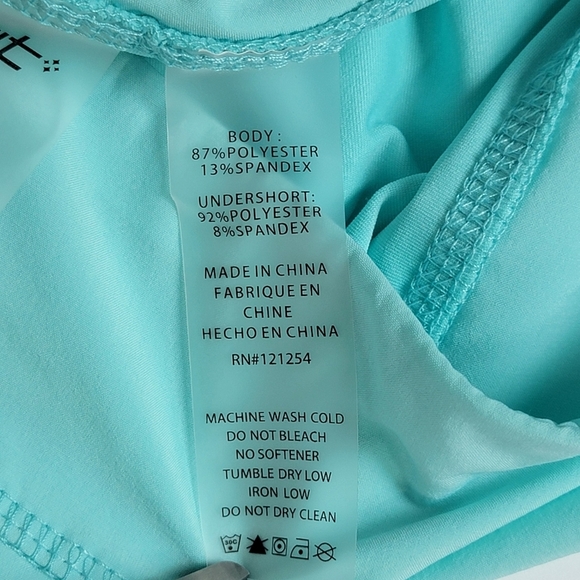 BODY :
87%POLYESTER
13%SPANDEX
UNDERSHORT:
92%POLYESTER
8%SPANDEX
MADE IN CHINA
FABRIQUE EN
CHINE
HECHO EN CHINA
RN#121254
MACHINE WASH COLD
DO NOT BLEACH
NO SOFTENER
TUMBLE DRY LOW
IRON LOW
DO NOT DRY CLEAN
30C